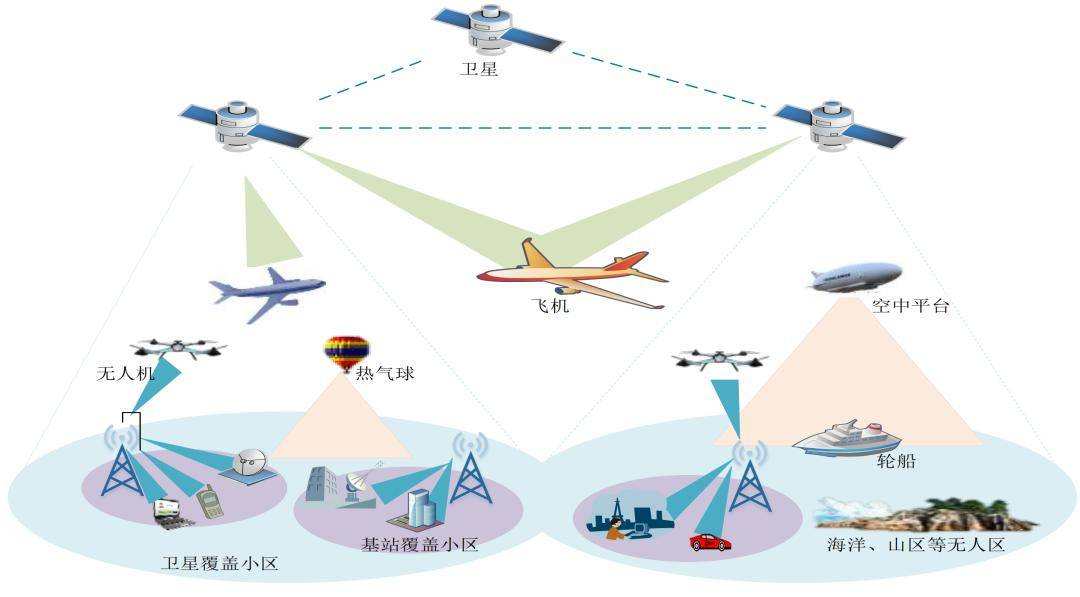 卫星
飞机
空中平台
无人机
热气球
轮船
基站覆盖小区
海洋、山区等无人区
卫星覆盖小区